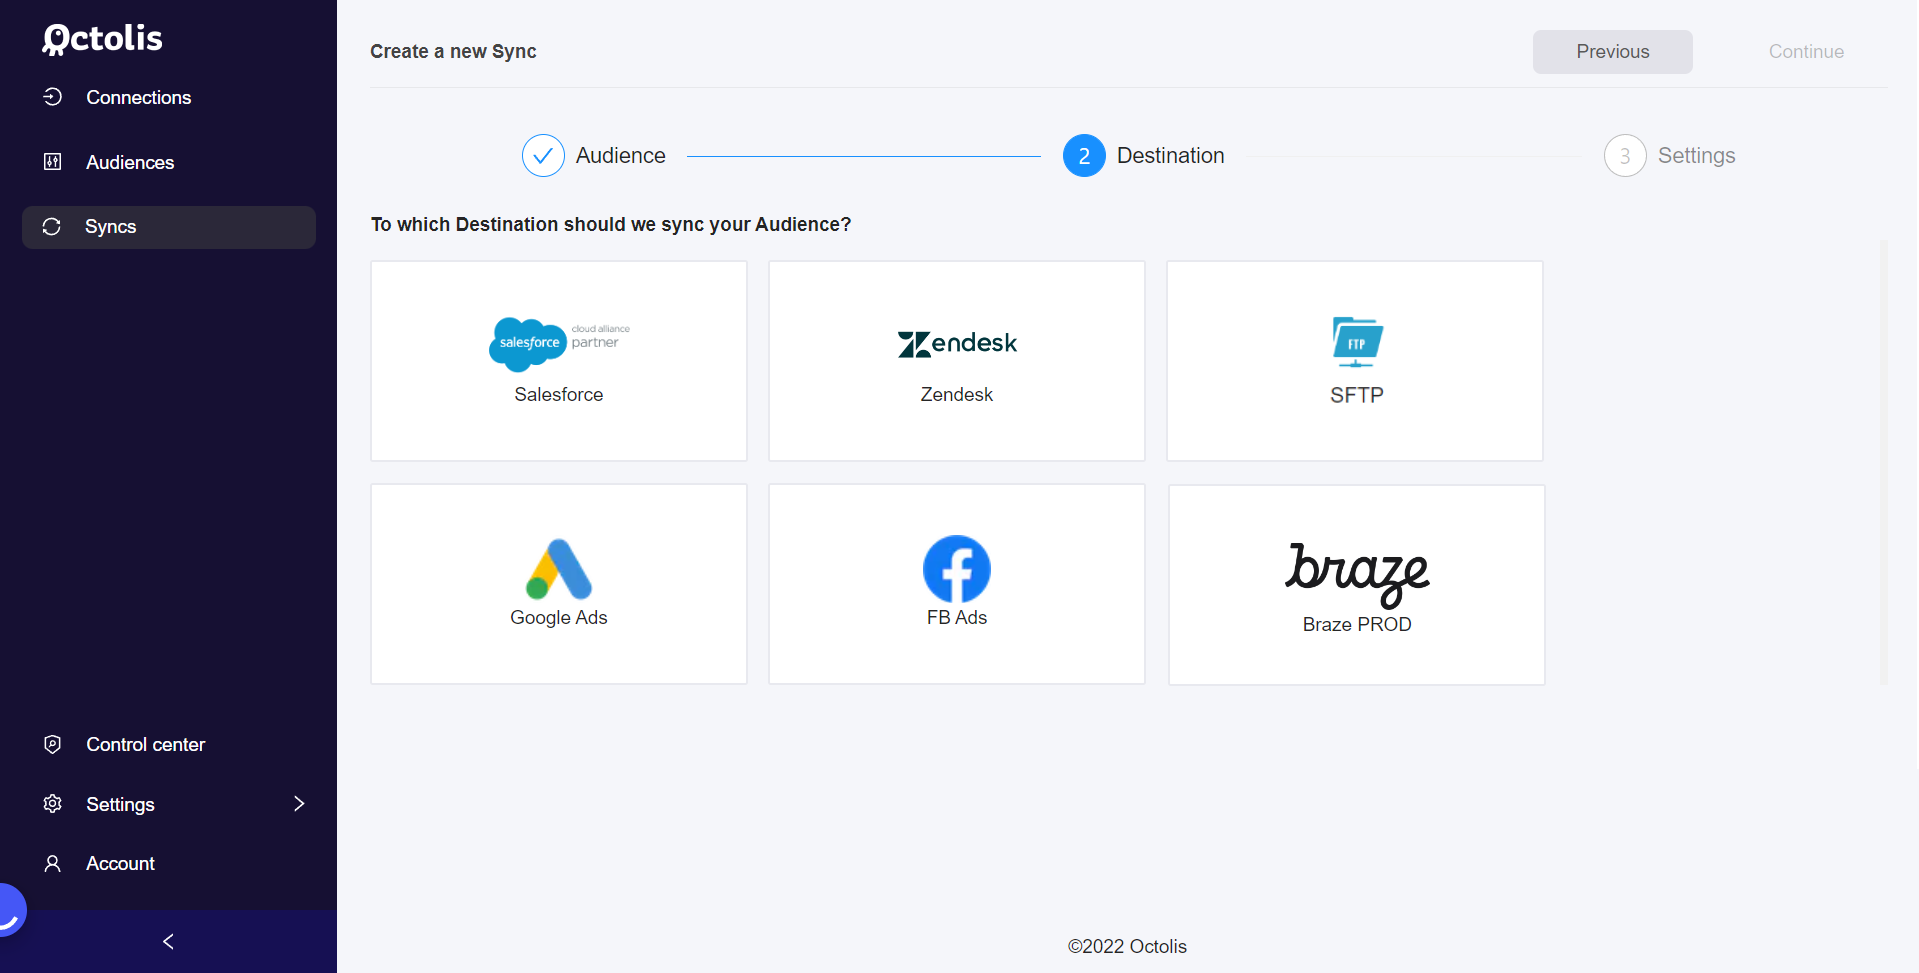 Octolis
Connections
Audiences
Syncs
Control center
Settings
Account
Create a new Sync
Previous
Continue
Audience
2
Destination
3
Settings
To which Destination should we sync your Audience?
salesforce
cloud alliance
partner
Salesforce
Zendesk
Zendesk
FTP
SFTP
Google Ads
FB Ads
braze
Braze PROD
©2022 Octolis